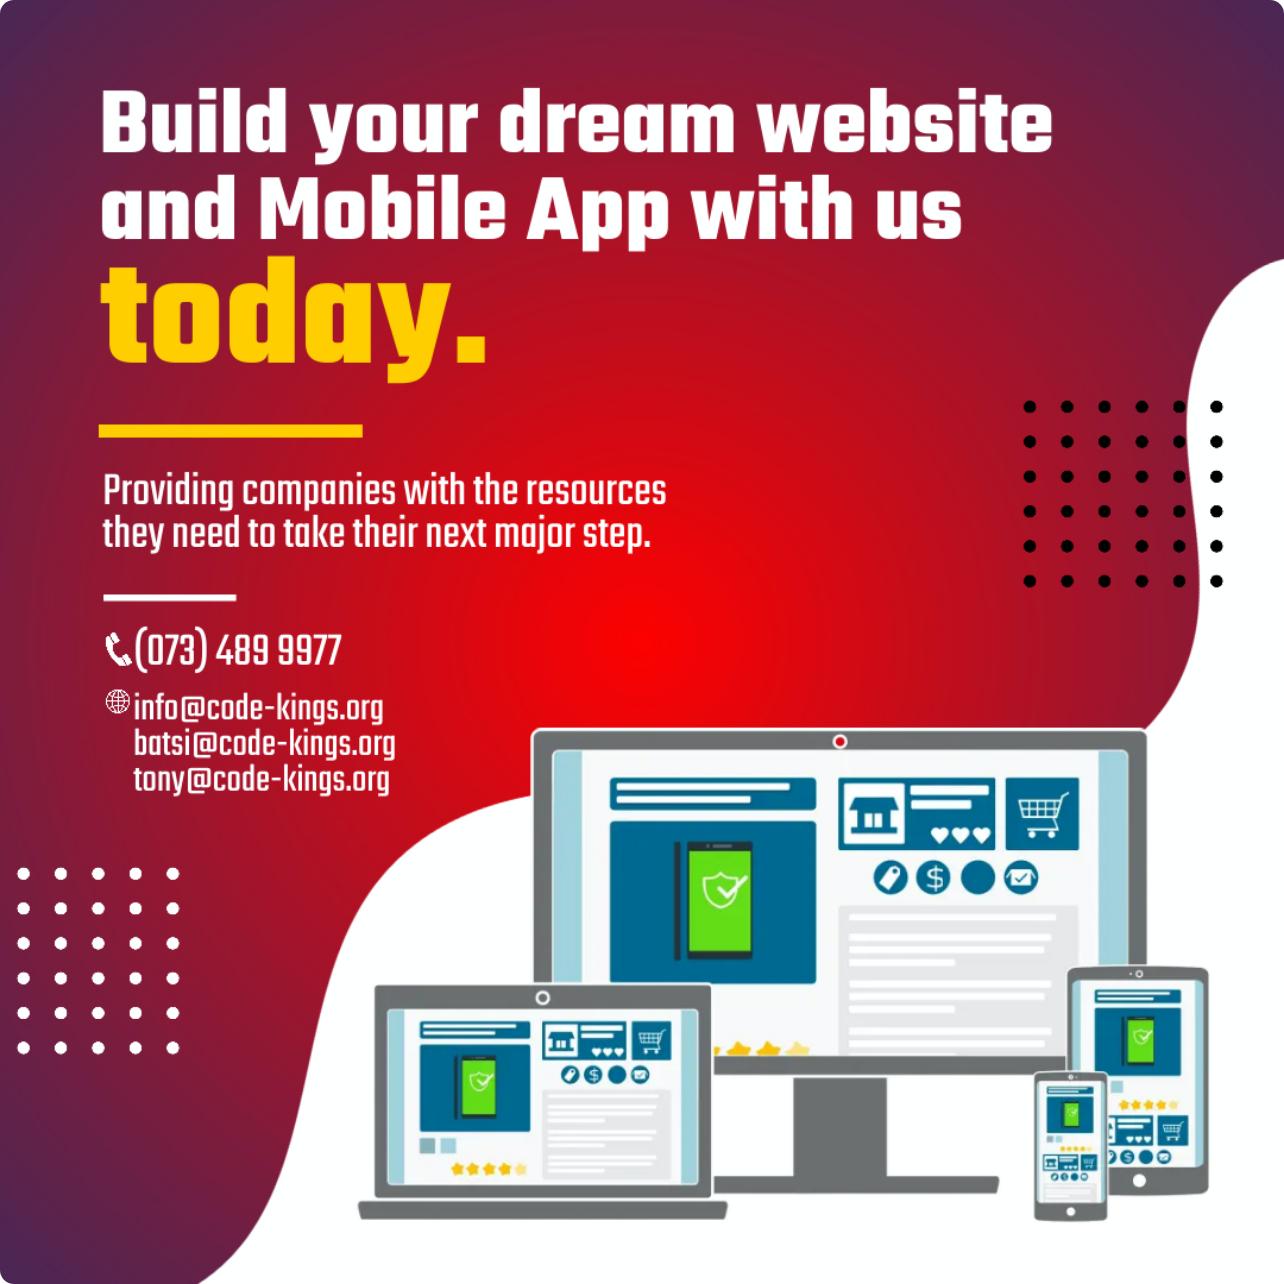 Build your dream website
and Mobile App with us
today.
Providing companies with the resources
they need to take their next major step.
(073) 489 9977
info@code-kings.org
batsi@code-kings.org
tony@code-kings.org